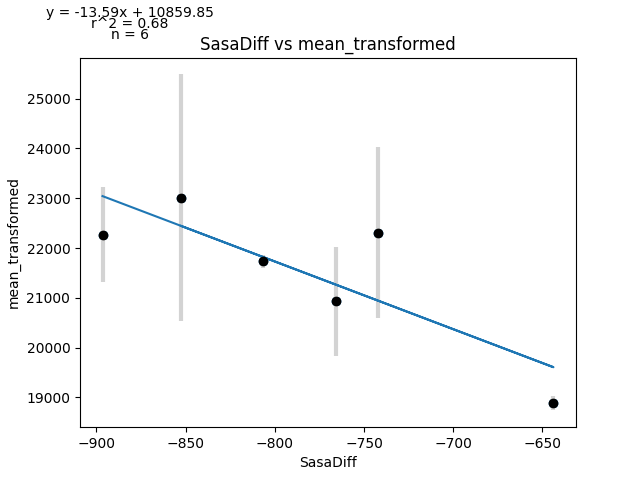 y = -13.59x + 10859.85
r^2 = 0.68
n = 6
SasaDiff vs mean_transformed
25000
24000
23000
22000
21000
20000
19000
mean_transformed
−900
−850
−800
−750
−700
−650
SasaDiff